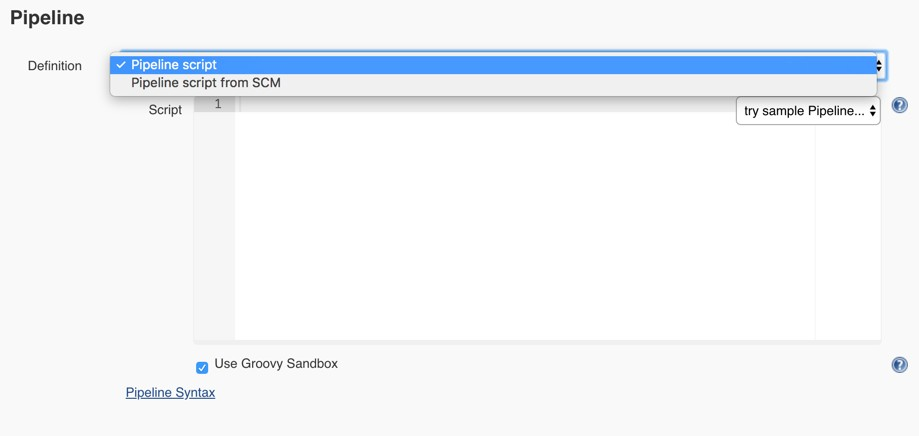 Pipeline
Definition
✓ Pipeline script
Pipeline script from SCM
Script
1
try sample Pipeline...
?
Use Groovy Sandbox
?
Pipeline Syntax